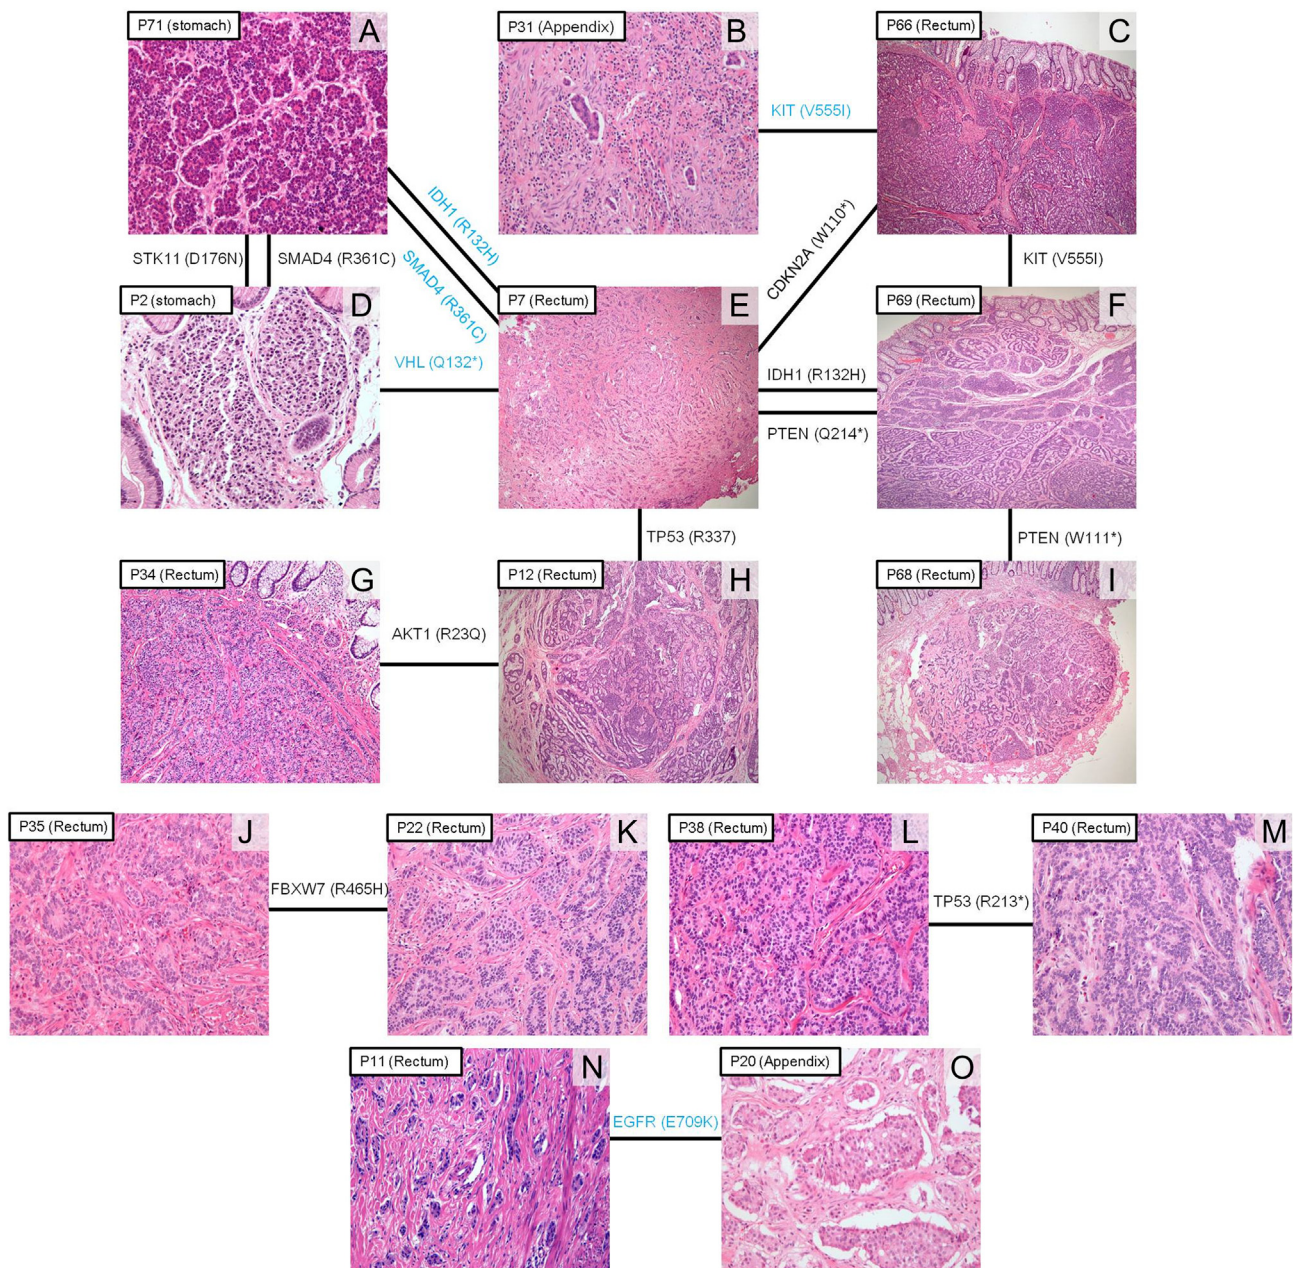 P71 (stomach)
A
P31 (Appendix)
B
P66 (Rectum)
C
KIT (V555I)
IDH1 (R132H)
SMAD4 (R361C)
CDKN2A (W110*)
STK11 (D176N)
SMAD4 (R361C)
KIT (V555I)
P2 (stomach)
D
P7 (Rectum)
E
P69 (Rectum)
F
VHL (Q132*)
IDH1 (R132H)
PTEN (Q214*)
TP53 (R337)
PTEN (W111*)
P34 (Rectum)
G
P12 (Rectum)
H
P68 (Rectum)
I
AKT1 (R23Q)
P35 (Rectum)
J
P22 (Rectum)
K
P38 (Rectum)
L
P40 (Rectum)
M
FBXW7 (R465H)
TP53 (R213*)
P11 (Rectum)
N
P20 (Appendix)
O
EGFR (E709K)